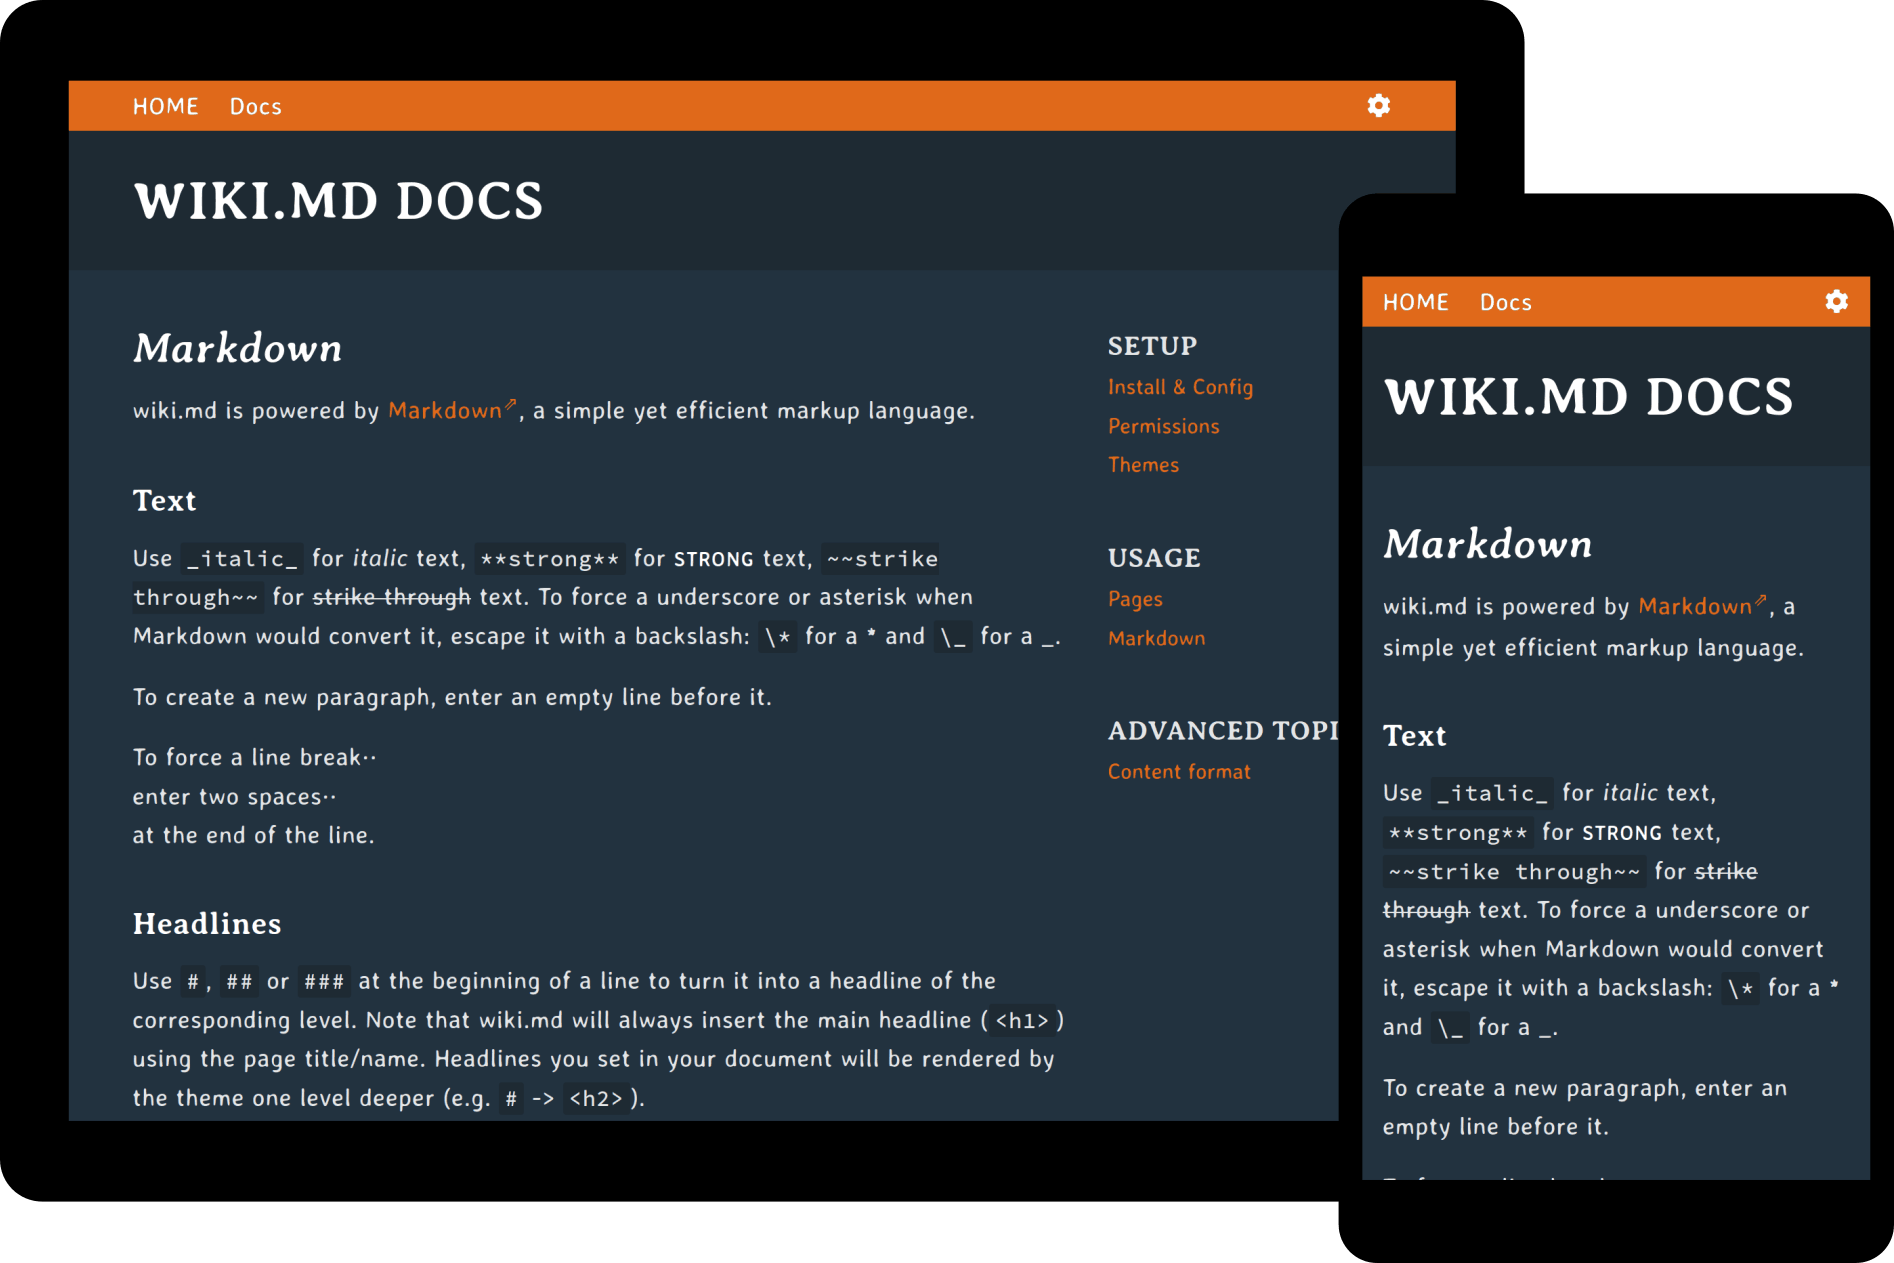 HOME Docs
WIKI.MD DOCS
Markdown
wiki.md is powered by Markdown⇗, a simple yet efficient markup language.
Text
Use _italic_ for italic text, **strong** for STRONG text, ~~strike
through~~ for strike through text. To force a underscore or asterisk when
Markdown would convert it, escape it with a backslash: \* for a * and \_ for a _.
To create a new paragraph, enter an empty line before it.
To force a line break··
enter two spaces··
at the end of the line.
Headlines
Use #, ## or ### at the beginning of a line to turn it into a headline of the
corresponding level. Note that wiki.md will always insert the main headline (<h1>)
using the page title/name. Headlines you set in your document will be rendered by
the theme one level deeper (e.g. # -> <h2>).
SETUP
Install & Config
Permissions
Themes
USAGE
Pages
Markdown
ADVANCED TOPI
Content format
HOME Docs
WIKI.MD DOCS
Markdown
wiki.md is powered by Markdown⇗, a
simple yet efficient markup language.
Text
Use _italic_ for italic text,
**strong** for STRONG text,
~~strike through~~ for strike
through text. To force a underscore or
asterisk when Markdown would convert
it, escape it with a backslash: \* for a *
and \_ for a _.
To create a new paragraph, enter an
empty line before it.